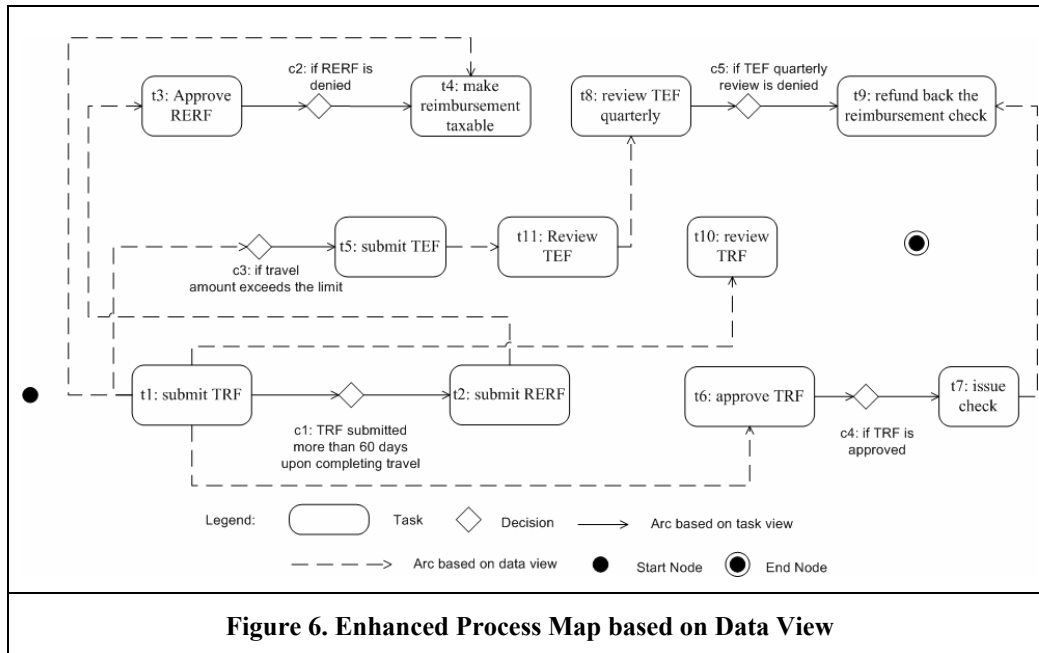 c2: if RERF is
denied
c5: if TEF quarterly
review is denied
t3: Approve
RERF
t4: make
reimbursement
taxable
t8: review TEF
quarterly
t9: refund back the
reimbursement check
t5: submit TEF
t11: Review
TEF
t10: review
TRF
c3: if travel
amount exceeds the limit
t1: submit TRF
t2: submit RERF
t6: approve TRF
t7: issue
check
c1: TRF submitted
more than 60 days
upon completing travel
c4: if TRF is
approved
Legend:
Task
Decision
Arc based on task view
Arc based on data view
Start Node
End Node
Figure 6. Enhanced Process Map based on Data View